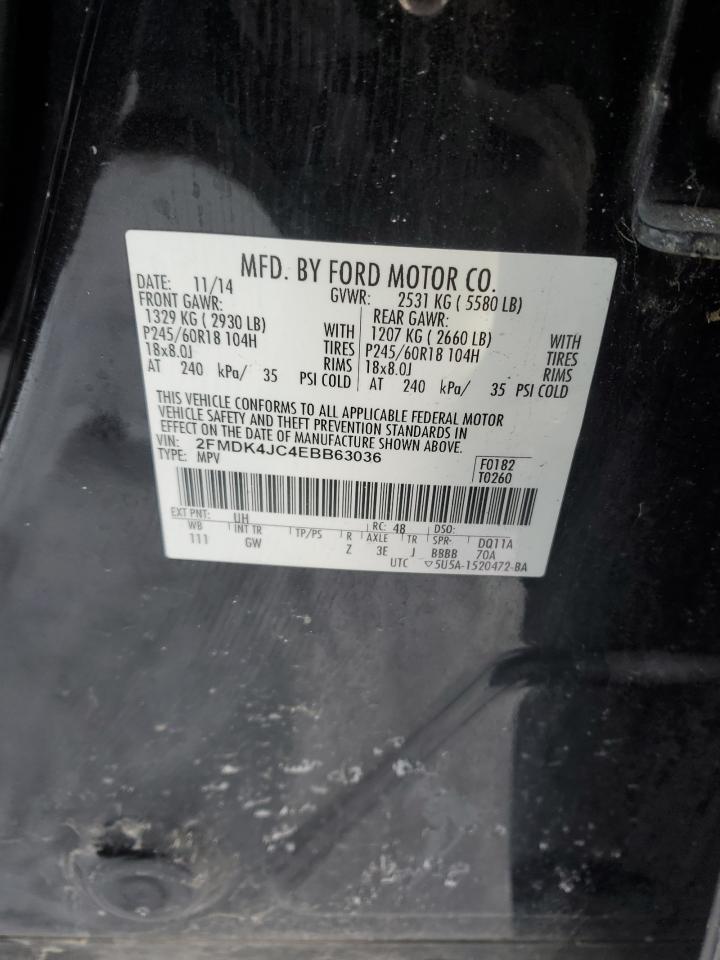 MFD. BY FORD MOTOR CO.
DATE: 11/14 GVWR: 2531 KG ( 5580 LB)
FRONT GAWR: REAR GAWR:
1329 KG ( 2930 LB) WITH 1207 KG ( 2660 LB) WITH
P245/60R18 104H TIRES P245/60R18 104H TIRES
18x8.0J RIMS 18x8.0J RIMS
AT 240 kPa/ 35 PSI COLD AT 240 kPa/ 35 PSI COLD
THIS VEHICLE CONFORMS TO ALL APPLICABLE FEDERAL MOTOR
VEHICLE SAFETY AND THEFT PREVENTION STANDARDS IN
EFFECT ON THE DATE OF MANUFACTURE SHOWN ABOVE.
VIN: 2FMDK4JC4EBB63036
TYPE: MPV
F0182
T0260
EXT PNT: UH RC: 48 DSO:
WB INT TR TP/PS R AXLE TR SPR DQ11A
111 GW Z 3E J BBBB 70A
UTC ▽5U5A-1520472-BA